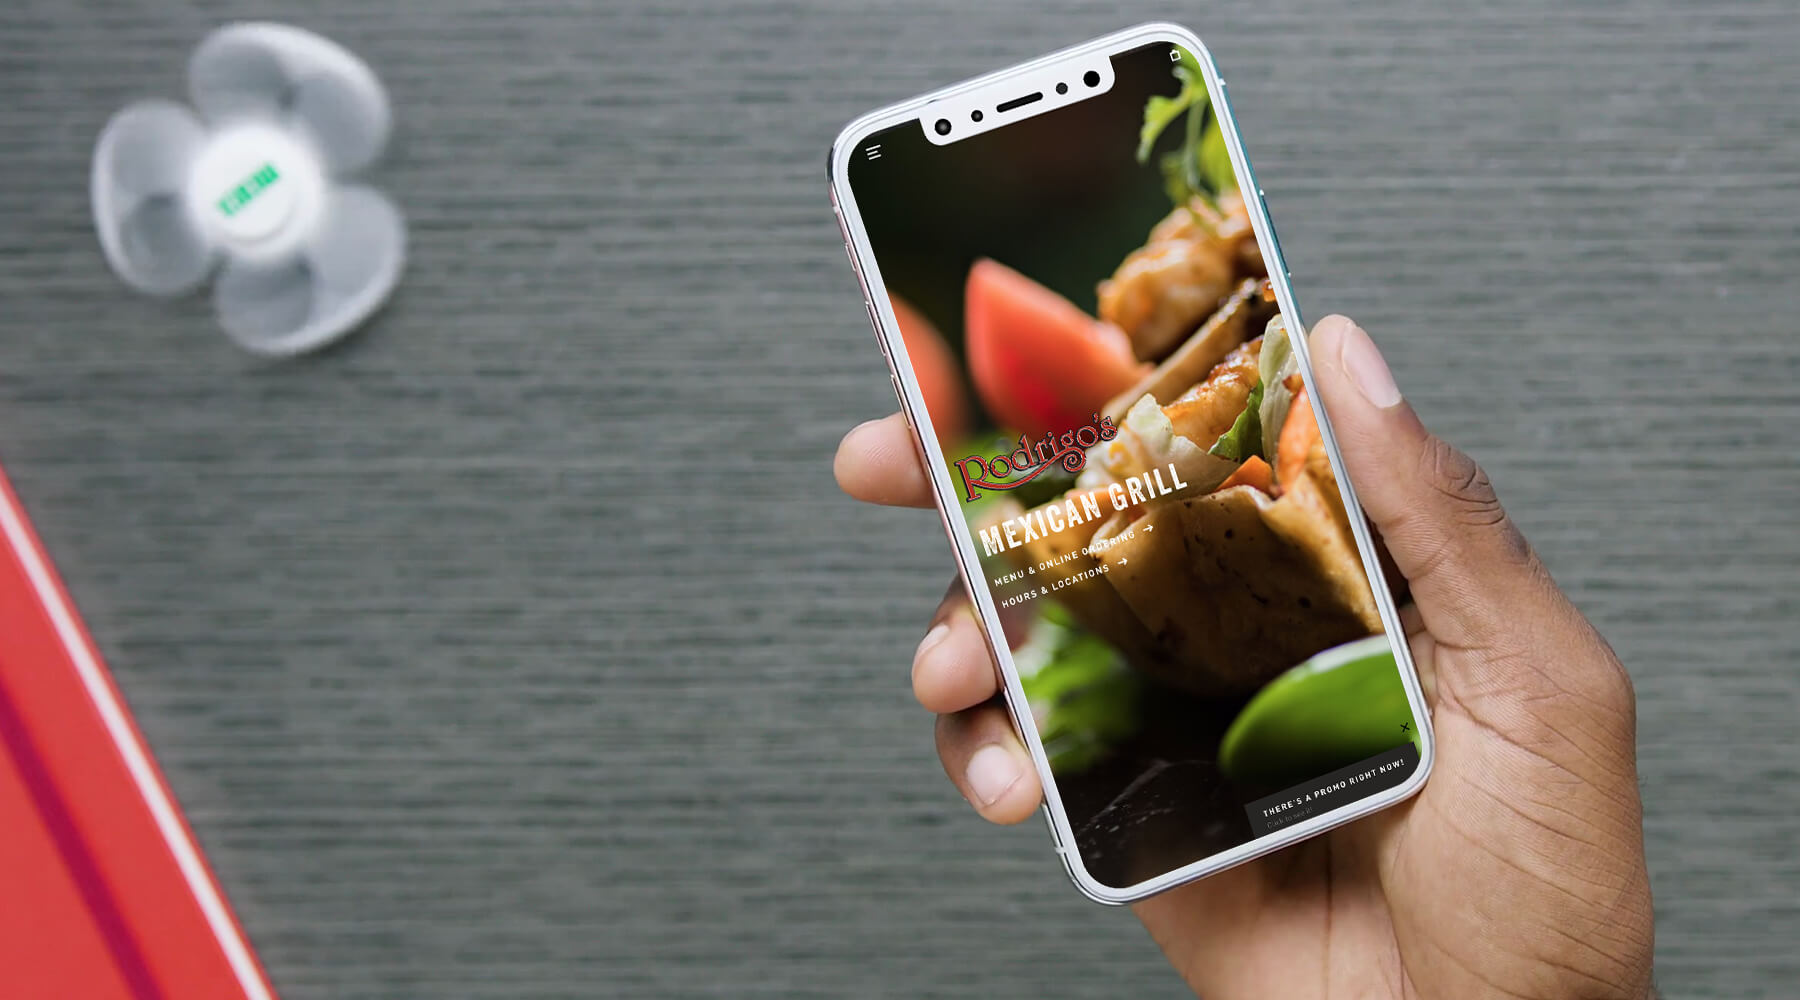 Rodrigo's
MEXICAN GRILL
MENU & ONLINE ORDERING →
HOURS & LOCATIONS →
THERE'S A PROMO RIGHT NOW!
Click to see it!